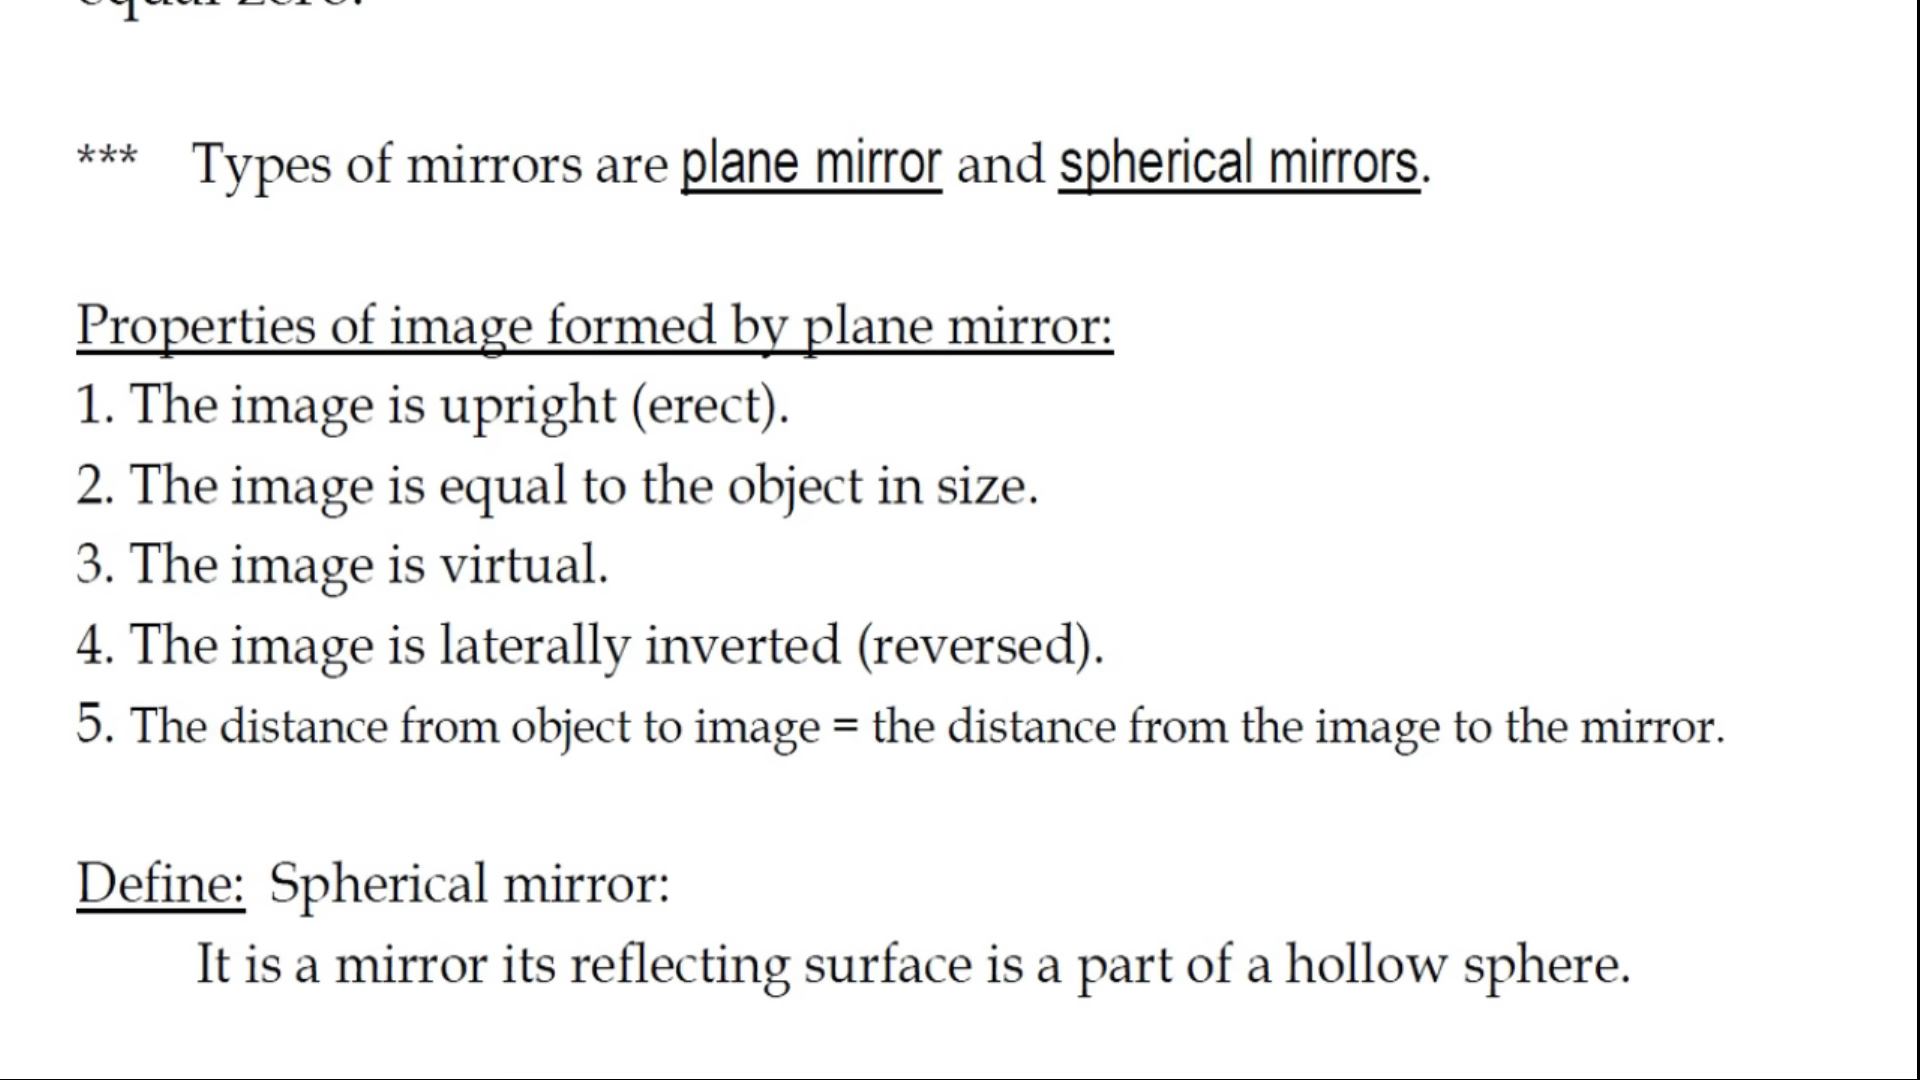 equal zero.
*** Types of mirrors are plane mirror and spherical mirrors.
Properties of image formed by plane mirror:
1. The image is upright (erect).
2. The image is equal to the object in size.
3. The image is virtual.
4. The image is laterally inverted (reversed).
5. The distance from object to image = the distance from the image to the mirror.
Define: Spherical mirror:
It is a mirror its reflecting surface is a part of a hollow sphere.